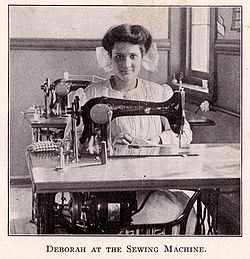 DEBORAH AT THE SEWING MACHINE.